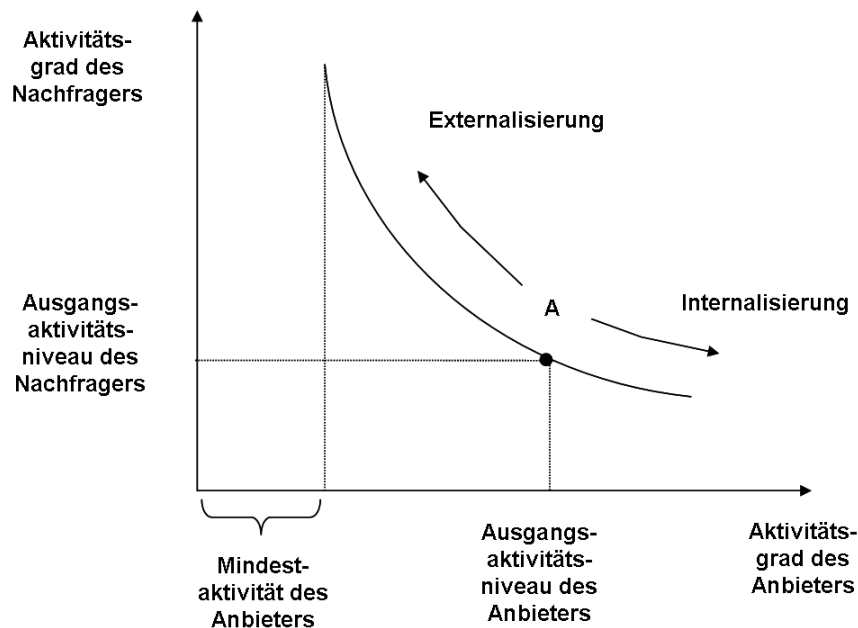 Aktivitäts-
grad des
Nachfragers
Externalisierung
A
Internalisierung
Ausgangs-
aktivitäts-
niveau des
Nachfragers
Mindest-
aktivität des
Anbieters
Ausgangs-
aktivitäts-
niveau des
Anbieters
Aktivitäts-
grad des
Anbieters